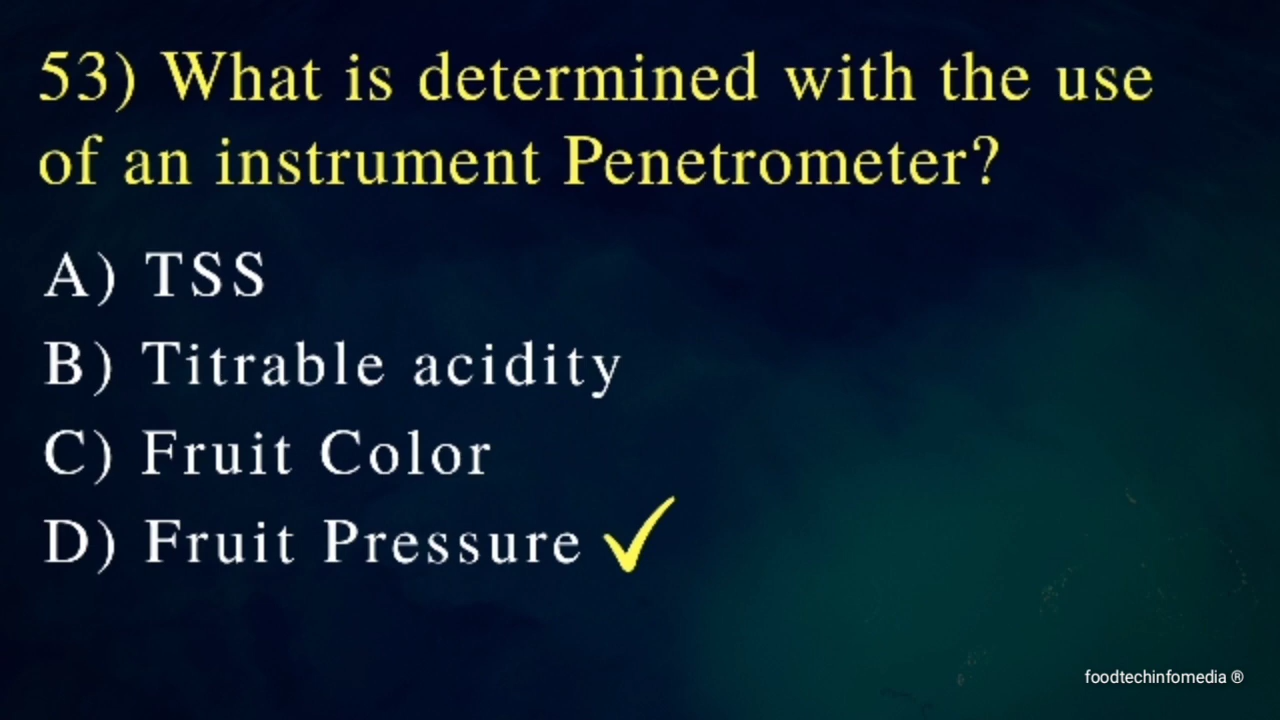 53) What is determined with the use
of an instrument Penetrometer?
A) TSS
B) Titrable acidity
C) Fruit Color
D) Fruit Pressure ✓
foodtechinfomedia ®